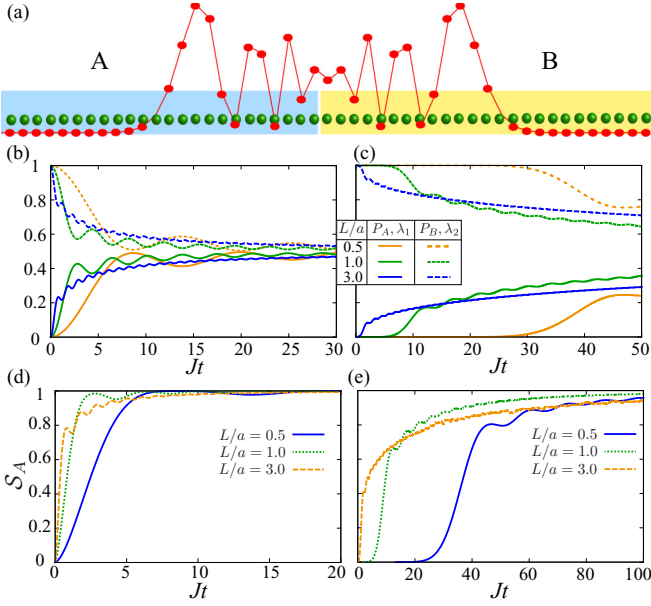 (a)
A
B
(b)
(c)
1
0.8
0.6
0.4
0.2
0
0 5 10 15 20 25 30
Jt
L/a P_A, λ_1 P_B, λ_2
0.5
1.0
3.0
0 10 20 30 40 50
Jt
(d)
(e)
S_A
1
0.8
0.6
0.4
0.2
0
L/a = 0.5
L/a = 1.0
L/a = 3.0
0 5 10 15 20
Jt
L/a = 0.5
L/a = 1.0
L/a = 3.0
0 20 40 60 80 100
Jt